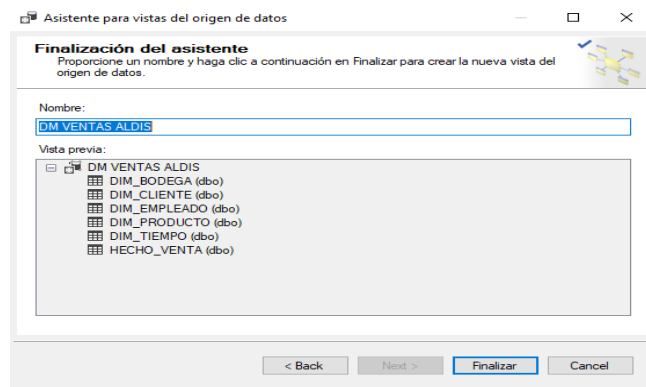 Asistente para vistas del origen de datos
Finalización del asistente
Proporcione un nombre y haga clic a continuación en Finalizar para crear la nueva vista del
origen de datos.
Nombre:
DM VENTAS ALDIS
Vista previa:
DM VENTAS ALDIS
DIM_BODEGA (dbo)
DIM_CLIENTE (dbo)
DIM_EMPLEADO (dbo)
DIM_PRODUCTO (dbo)
DIM_TIEMPO (dbo)
HECHO_VENTA (dbo)
< Back Next > Finalizar Cancel